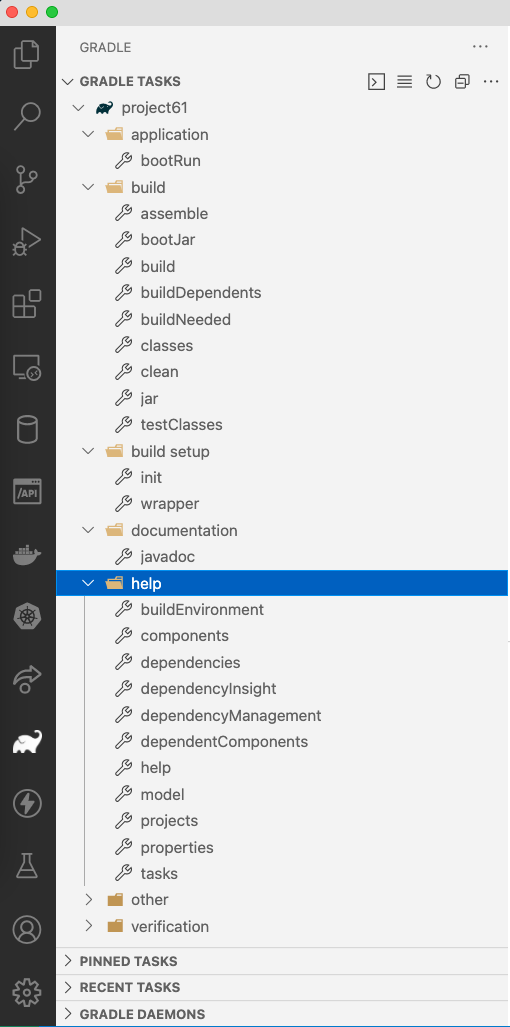 GRADLE
GRADLE TASKS
project61
application
bootRun
build
assemble
bootJar
build
buildDependents
buildNeeded
classes
clean
jar
testClasses
build setup
init
wrapper
documentation
javadoc
help
buildEnvironment
components
dependencies
dependencyInsight
dependencyManagement
dependentComponents
help
model
projects
properties
tasks
other
verification
PINNED TASKS
RECENT TASKS
GRADLE DAEMONS
/API